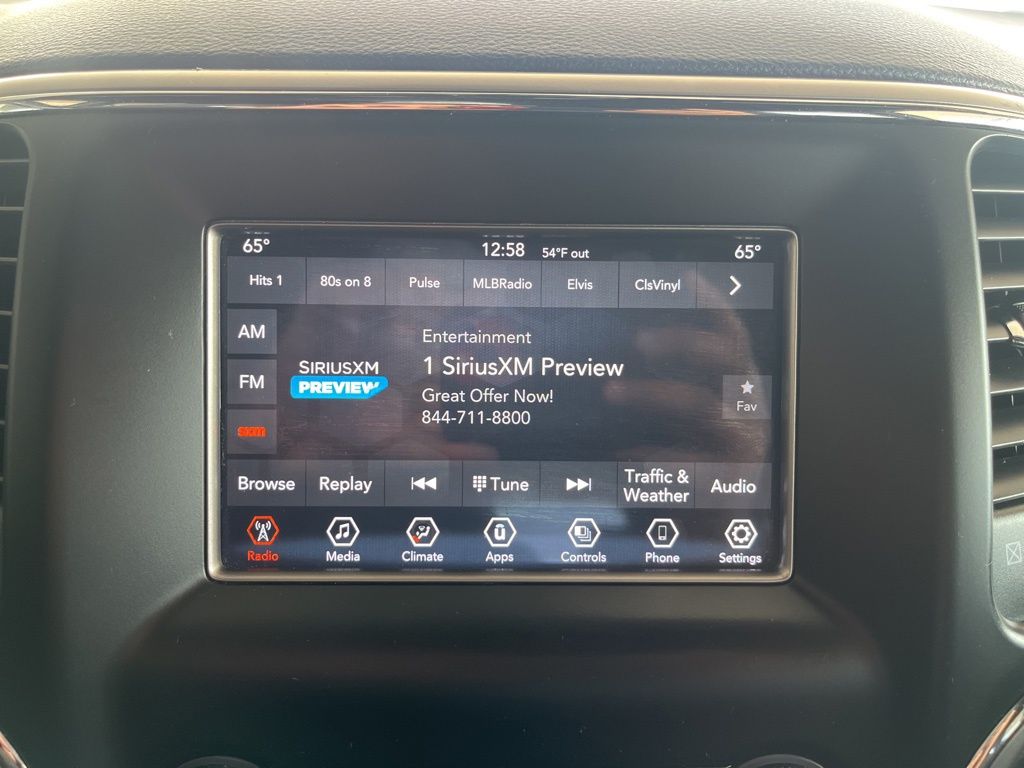 65° 12:58 54°F out 65°
Hits 1 80s on 8 Pulse MLBRadio Elvis ClsVinyl
AM
Entertainment
SIRIUSXM 1 SiriusXM Preview
FM PREVIEW Great Offer Now! Fav
844-711-8800
sxm
Browse Replay Tune Traffic & Weather Audio
Radio Media Climate Apps Controls Phone Settings